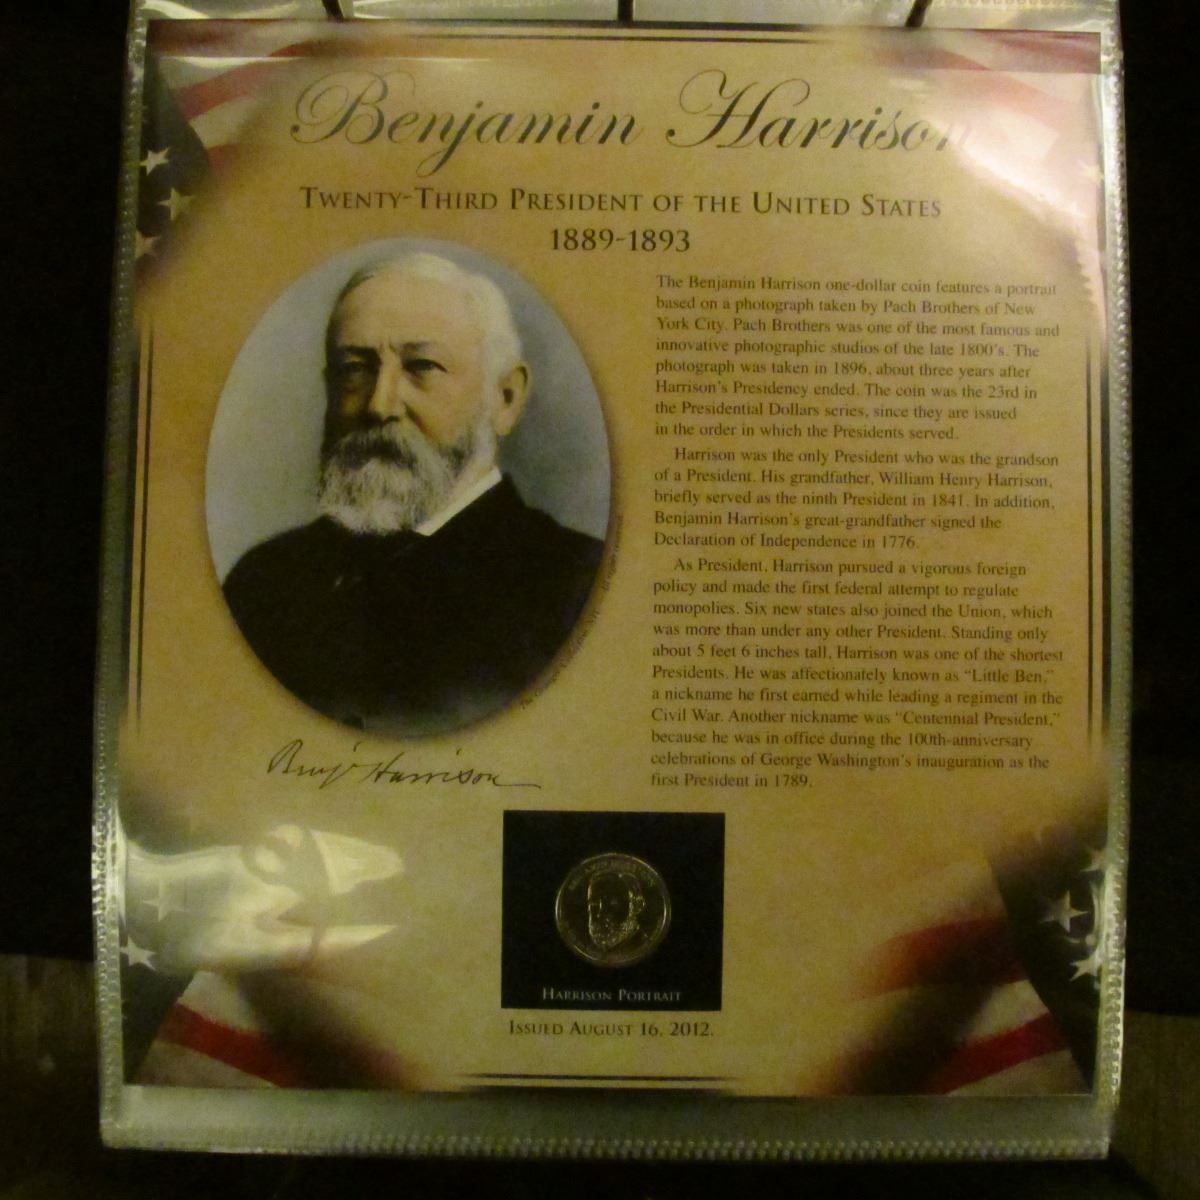 Benjamin Harrison
Twenty-Third President of the United States
1889-1893
The Benjamin Harrison one-dollar coin features a portrait
based on a photograph taken by Pach Brothers of New
York City. Pach Brothers was one of the most famous and
innovative photographic studios of the late 1800's. The
photograph was taken in 1896, about three years after
Harrison's Presidency ended. The coin was the 23rd in
the Presidential Dollars series, since they are issued
in the order in which the Presidents served.
Harrison was the only President who was the grandson
of a President. His grandfather, William Henry Harrison,
briefly served as the ninth President in 1841. In addition,
Benjamin Harrison's great-grandfather signed the
Declaration of Independence in 1776.
As President, Harrison pursued a vigorous foreign
policy and made the first federal attempt to regulate
monopolies. Six new states also joined the Union, which
was more than under any other President. Standing only
about 5 feet 6 inches tall, Harrison was one of the shortest
Presidents. He was affectionately known as "Little Ben,"
a nickname he first earned while leading a regiment in the
Civil War. Another nickname was "Centennial President,"
because he was in office during the 100th-anniversary
celebrations of George Washington's inauguration as the
first President in 1789.
Benj Harrison
Harrison Portrait
Issued August 16, 2012.